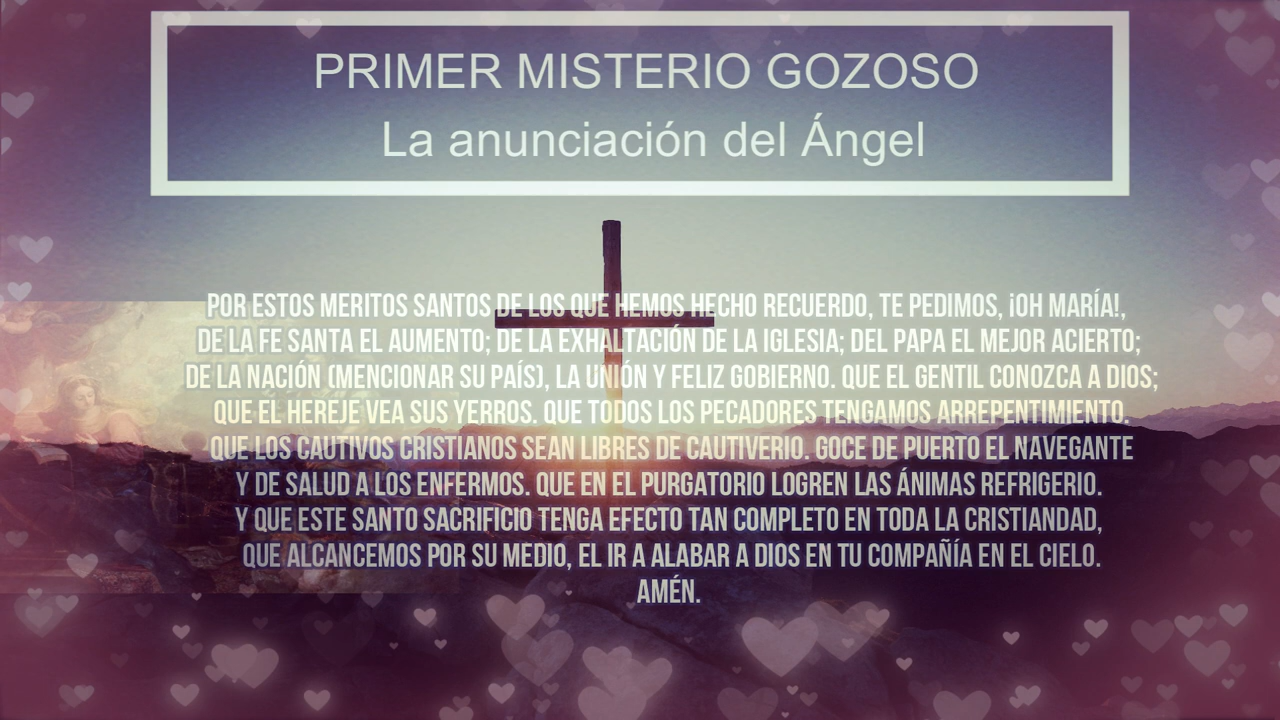 PRIMER MISTERIO GOZOSO
La anunciación del Ángel
POR ESTOS MERITOS SANTOS DE LOS QUE HEMOS HECHO RECUERDO, TE PEDIMOS, ¡OH MARÍA!,
DE LA FE SANTA EL AUMENTO; DE LA EXHALTACIÓN DE LA IGLESIA; DEL PAPA EL MEJOR ACIERTO;
DE LA NACIÓN (MENCIONAR SU PAÍS), LA UNIÓN Y FELIZ GOBIERNO. QUE EL GENTIL CONOZCA A DIOS;
QUE EL HEREJE VEA SUS YERROS. QUE TODOS LOS PECADORES TENGAMOS ARREPENTIMIENTO.
QUE LOS CAUTIVOS CRISTIANOS SEAN LIBRES DE CAUTIVERIO. GOCE DE PUERTO EL NAVEGANTE
Y DE SALUD A LOS ENFERMOS. QUE EN EL PURGATORIO LOGREN LAS ÁNIMAS REFRIGERIO.
Y QUE ESTE SANTO SACRIFICIO TENGA EFECTO TAN COMPLETO EN TODA LA CRISTIANDAD,
QUE ALCANCEMOS POR SU MEDIO, EL IR A ALABAR A DIOS EN TU COMPAÑÍA EN EL CIELO.
AMÉN.